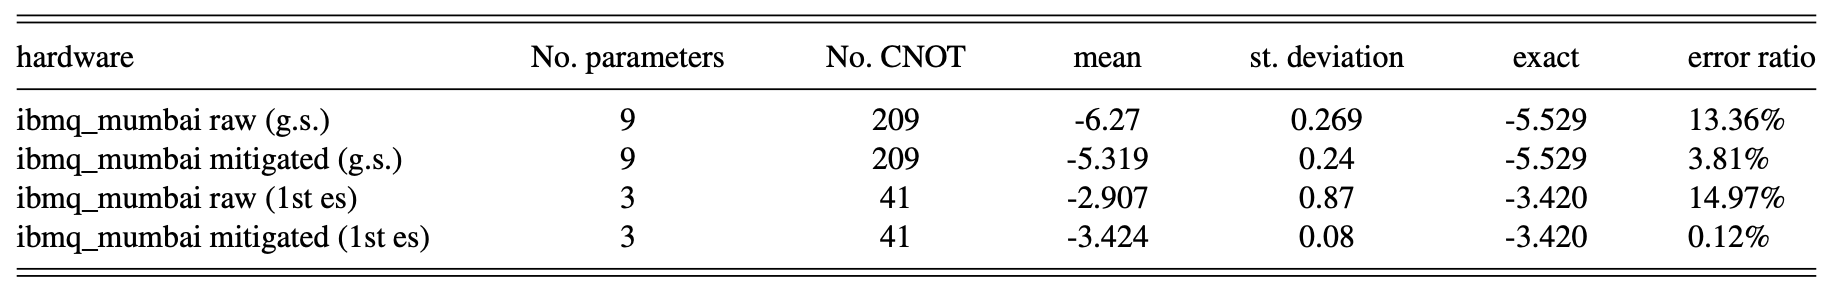 hardware No. parameters No. CNOT mean st. deviation exact error ratio
ibmq_mumbai raw (g.s.) 9 209 -6.27 0.269 -5.529 13.36%
ibmq_mumbai mitigated (g.s.) 9 209 -5.319 0.24 -5.529 3.81%
ibmq_mumbai raw (1st es) 3 41 -2.907 0.87 -3.420 14.97%
ibmq_mumbai mitigated (1st es) 3 41 -3.424 0.08 -3.420 0.12%